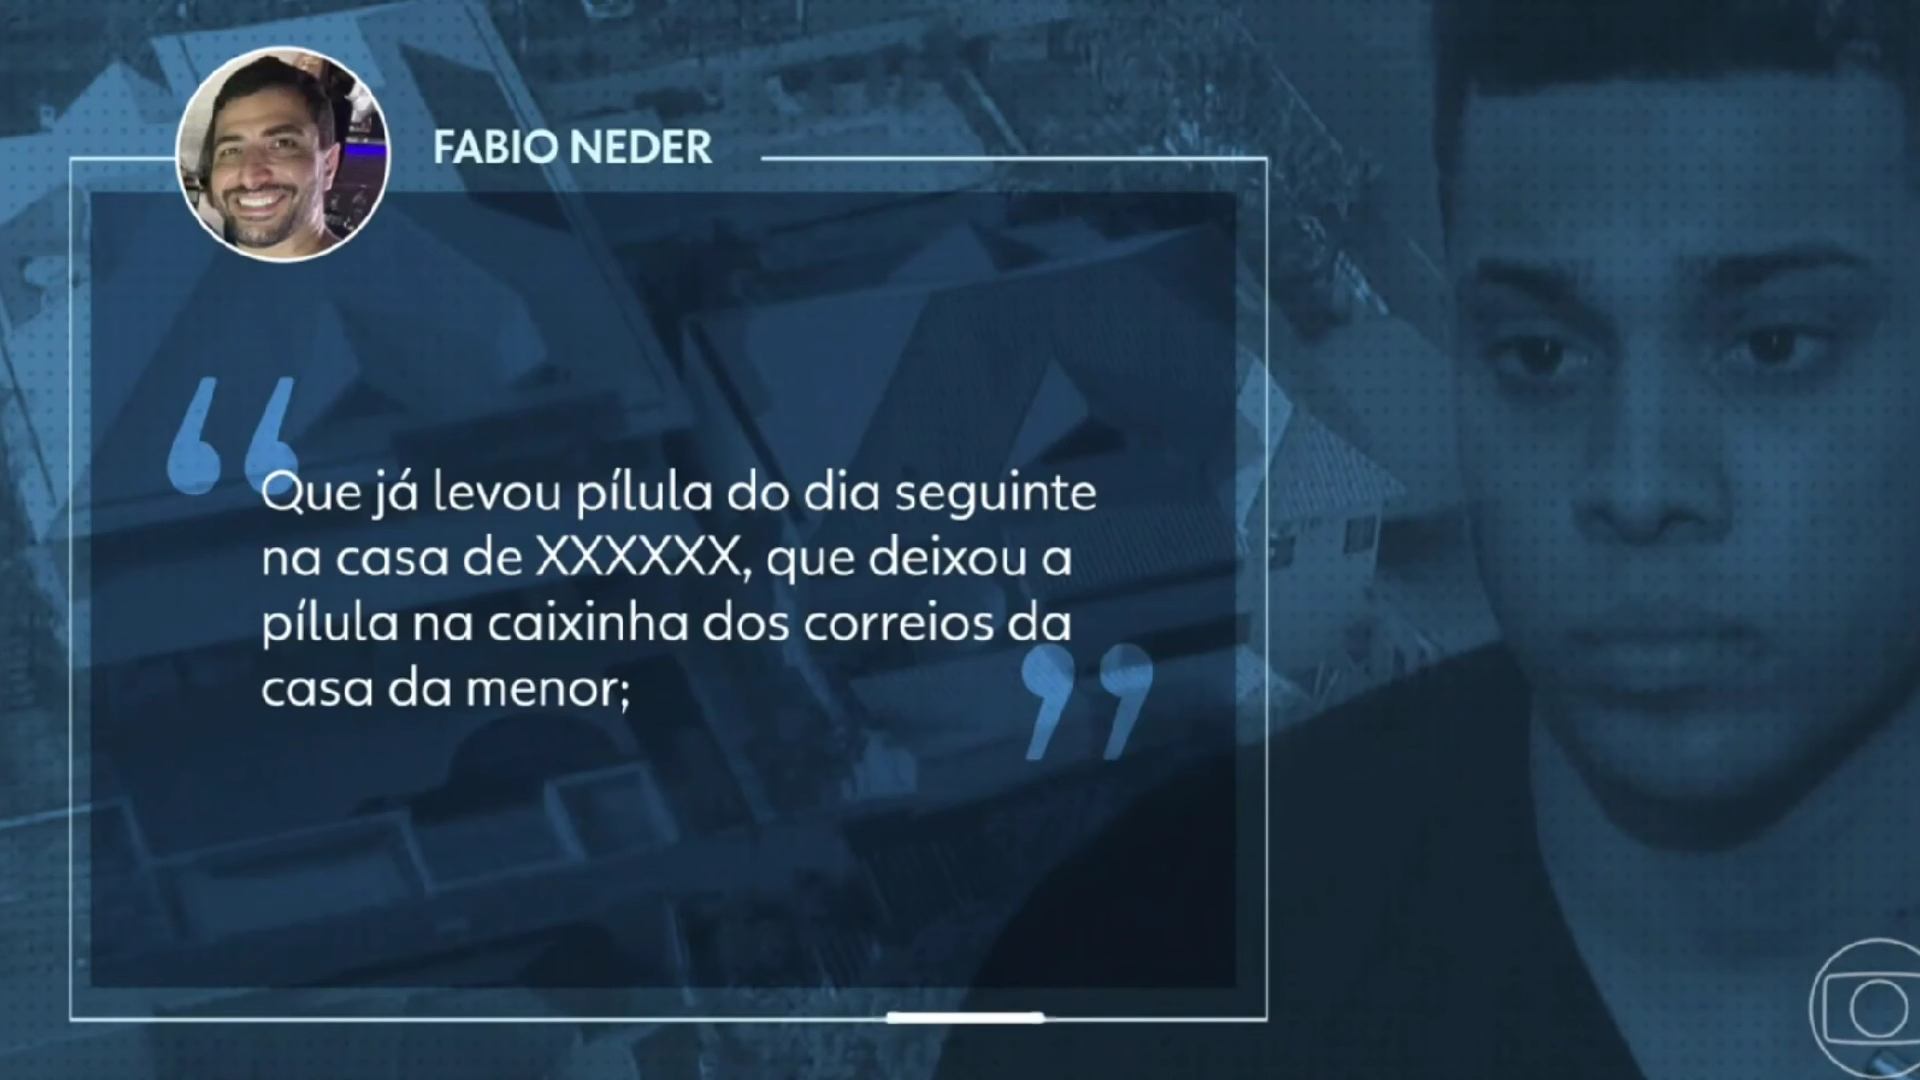 FABIO NEDER
“Que já levou pílula do dia seguinte
na casa de XXXXXX, que deixou a
pílula na caixinha dos correios da
casa da menor;”